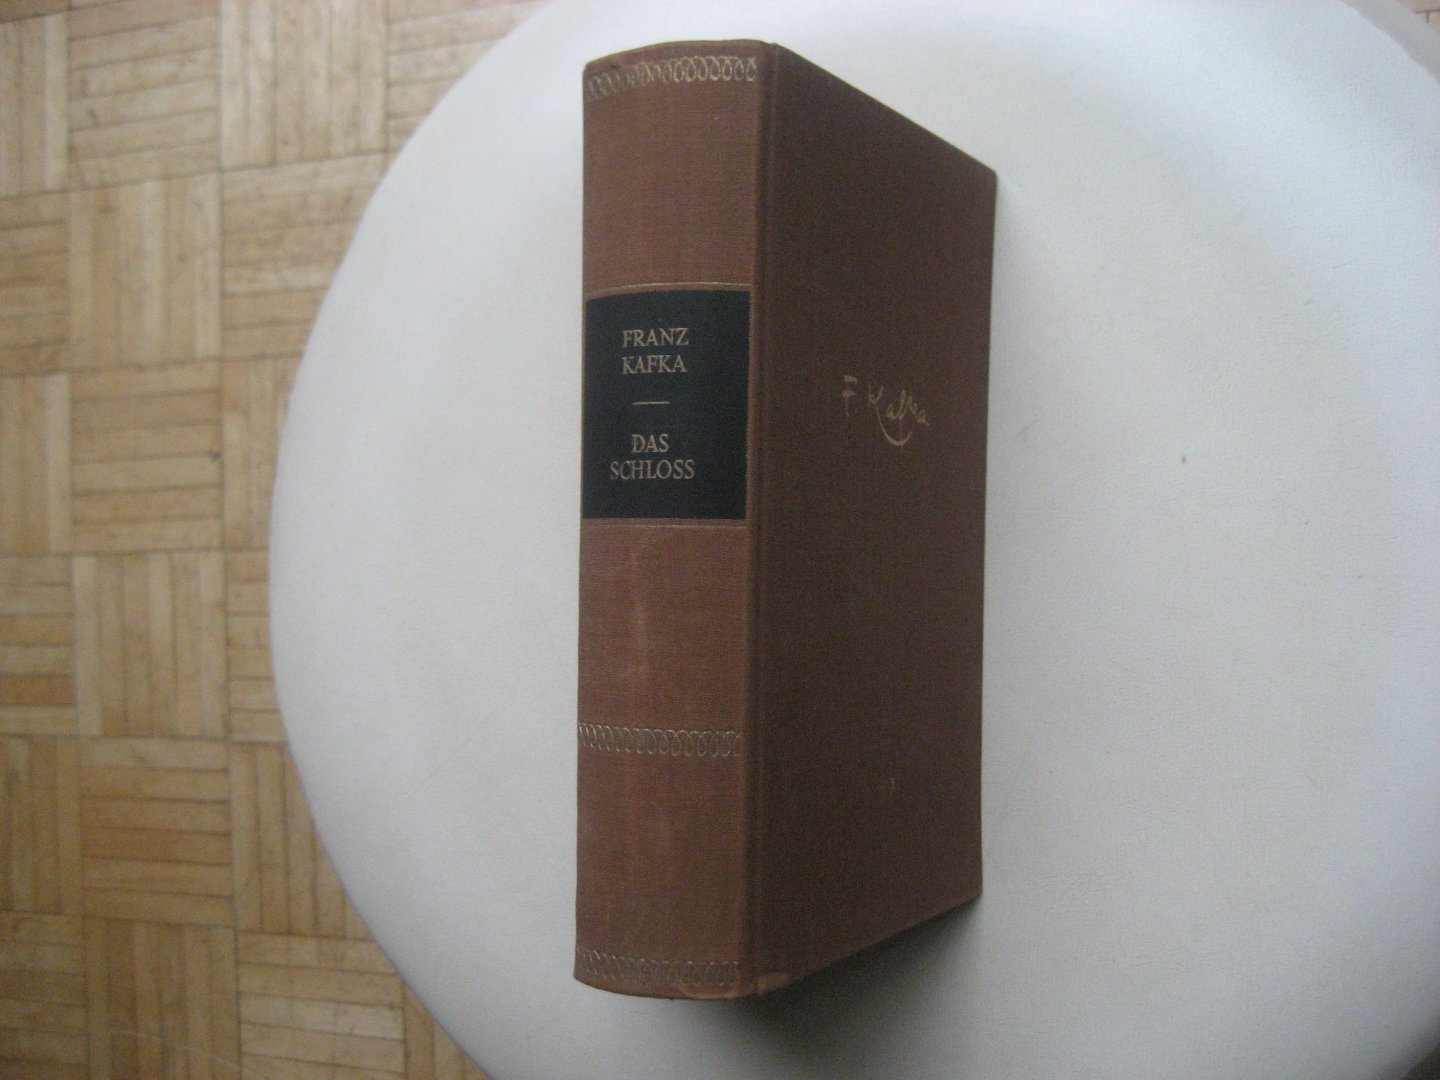 FRANZ
KAFKA
DAS
SCHLOSS
F. Kafka